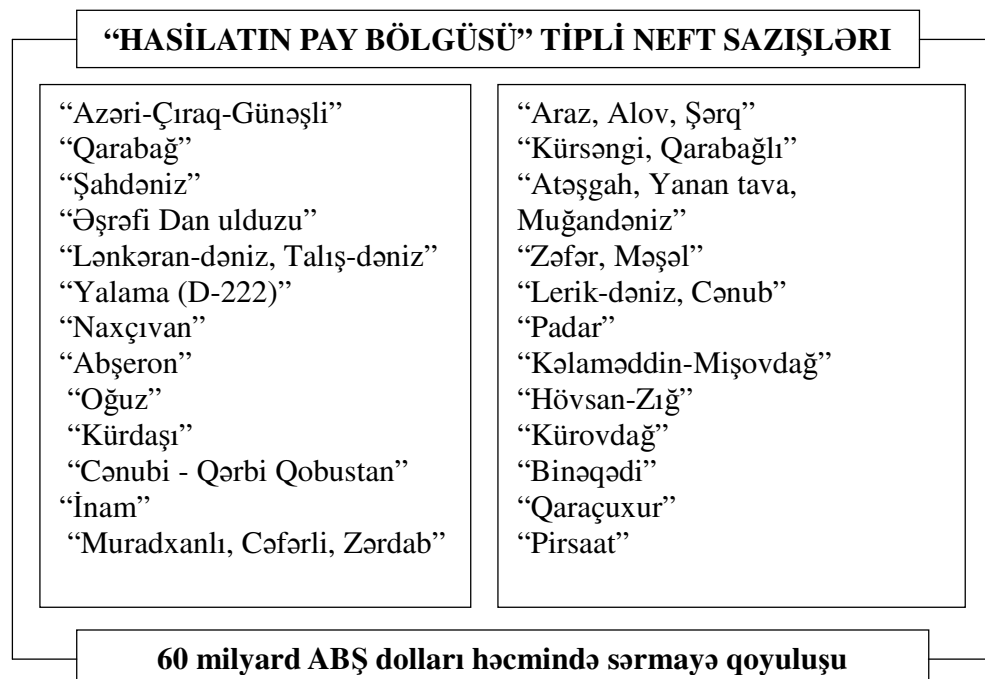 “HASİLATIN PAY BÖLGÜSÜ” TİPLİ NEFT SAZIŞLƏRI
“Azəri-Çıraq-Günəşli”
“Qarabağ”
“Şahdəniz”
“Əşrəfi Dan ulduzu”
“Lənkəran-dəniz, Talış-dəniz”
“Yalama (D-222)”
“Naxçıvan”
“Abşeron”
“Oğuz”
“Kürdaşı”
“Cənubi - Qərbi Qobustan”
“İnam”
“Muradxanlı, Cəfərli, Zərdab”
“Araz, Alov, Şərq”
“Kürsəngi, Qarabağlı”
“Atəşgah, Yanan tava,
Muğandəniz”
“Zəfər, Məşəl”
“Lerik-dəniz, Cənub”
“Padar”
“Kəlaməddin-Mişovdağ”
“Hövsan-Zığ”
“Kürovdağ”
“Binəqədi”
“Qaraçuxur”
“Pirsaat”
60 milyard ABŞ dolları həcmində sərmayə qoyuluşu